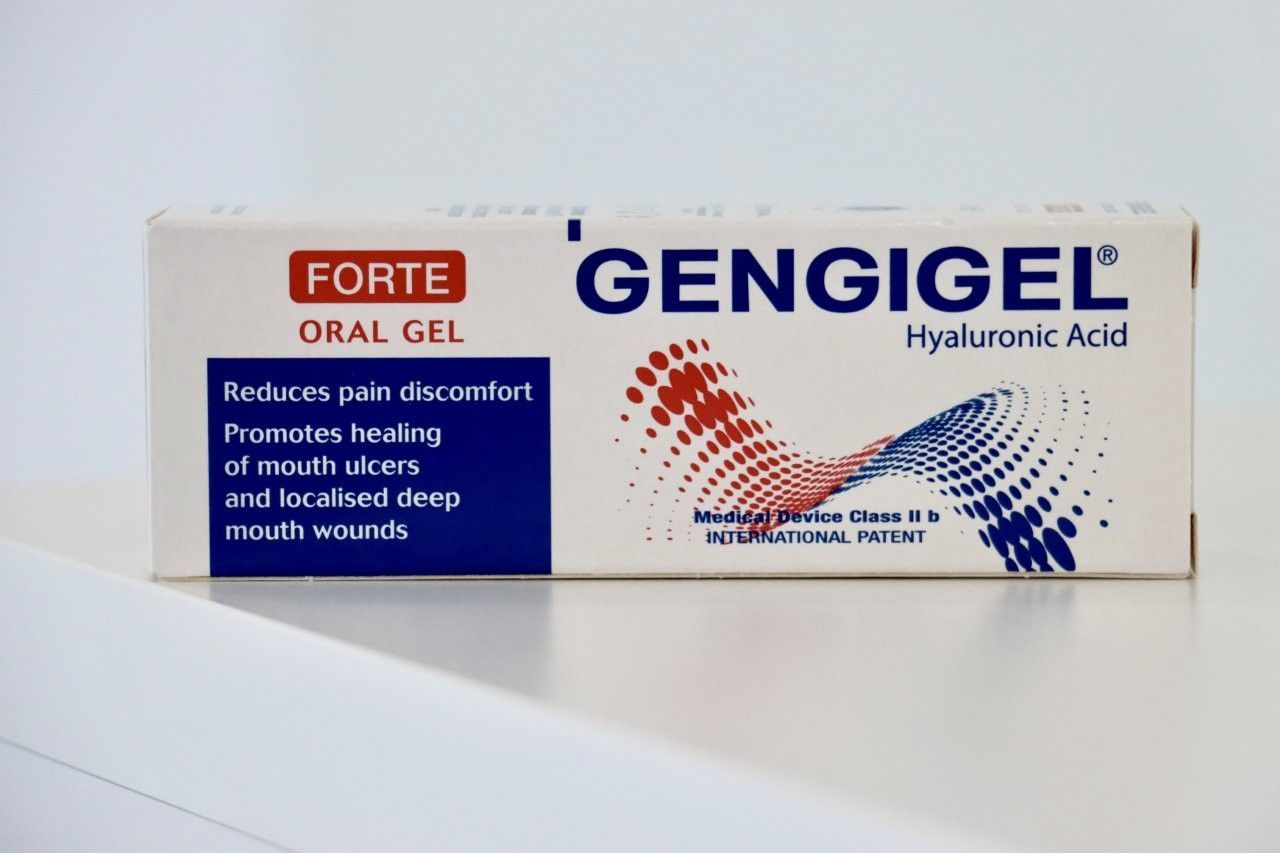 FORTE
ORAL GEL
Reduces pain discomfort
Promotes healing
of mouth ulcers
and localised deep
mouth wounds
GENGIGEL®
Hyaluronic Acid
Medical Device Class II b
INTERNATIONAL PATENT